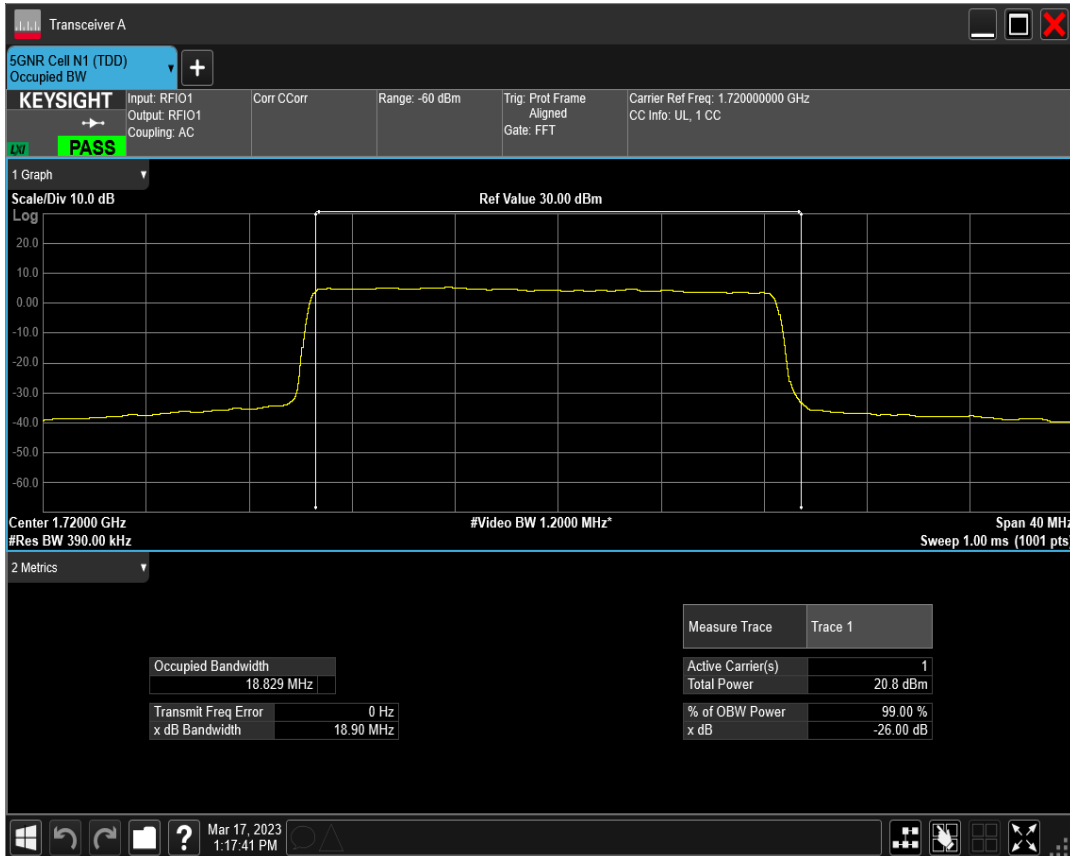 Transceiver A
5GNR Cell N1 (TDD)
Occupied BW
+
KEYSIGHT
LXI
PASS
Input: RFIO1
Output: RFIO1
Coupling: AC
Corr CCorr
Range: -60 dBm
Trig: Prot Frame
Aligned
Gate: FFT
Carrier Ref Freq: 1.720000000 GHz
CC Info: UL, 1 CC
1 Graph
Scale/Div 10.0 dB
Ref Value 30.00 dBm
Log
20.0
10.0
0.00
-10.0
-20.0
-30.0
-40.0
-50.0
-60.0
Center 1.72000 GHz
#Video BW 1.2000 MHz*
Span 40 MHz
#Res BW 390.00 kHz
Sweep 1.00 ms (1001 pts)
2 Metrics
Measure Trace Trace 1
Occupied Bandwidth
18.829 MHz
Active Carrier(s) 1
Total Power 20.8 dBm
Transmit Freq Error 0 Hz
x dB Bandwidth 18.90 MHz
% of OBW Power 99.00 %
x dB -26.00 dB
?
Mar 17, 2023
1:17:41 PM